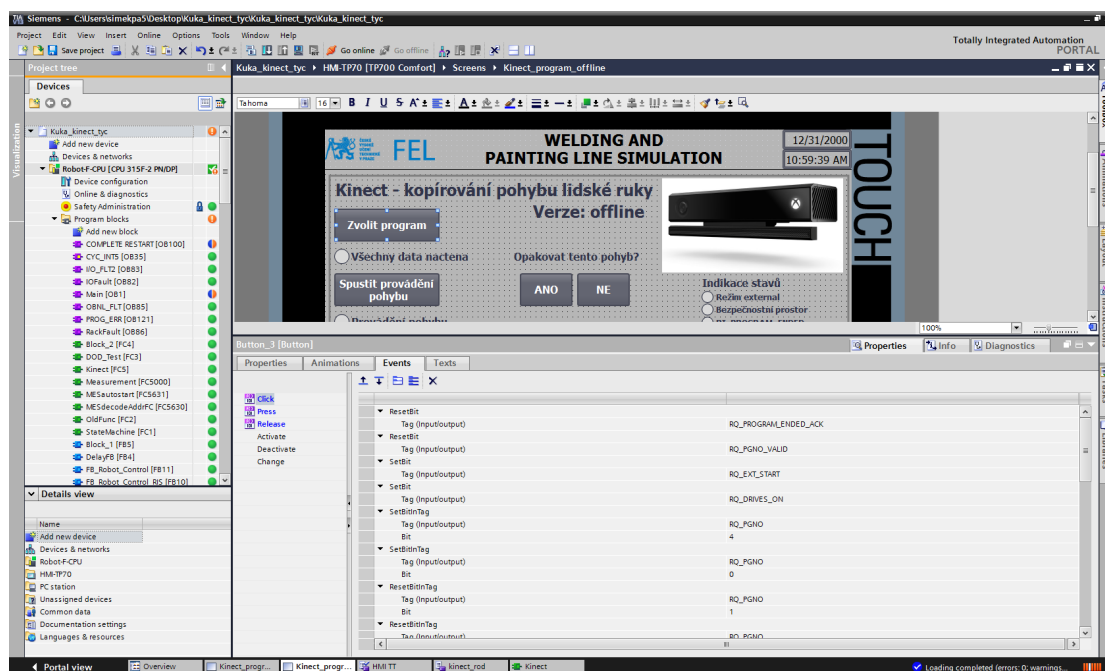 Siemens - C:\Users\simekpa5\Desktop\Kuka_kinect_tyc\Kuka_kinect_tyc\Kuka_kinect_tyc
Project Edit View Insert Online Options Tools Window Help
Totally Integrated Automation
PORTAL
Save project Go online Go offline
Project tree
Kuka_kinect_tyc HMI-TP70 [TP700 Comfort] Screens Kinect_program_offline
Devices
Visualization
Kuka_kinect_tyc
Add new device
Devices & networks
Robot-F-CPU [CPU 315F-2 PN/DP]
Device configuration
Online & diagnostics
Safety Administration
Program blocks
Add new block
COMPLETE RESTART [OB100]
CYC_INT5 [OB35]
I/O_FLT2 [OB83]
IOFault [OB82]
Main [OB1]
OBNL_FLT [OB85]
PROG_ERR [OB121]
RackFault [OB86]
Block_2 [FC4]
DOD_Test [FC3]
Kinect [FC5]
Measurement [FC5000]
MESautostart [FC5631]
MESdecodeAddrFC [FC5630]
OldFunc [FC2]
StateMachine [FC1]
Block_1 [FB5]
DelayFB [FB4]
FB_Robot_Control [FB11]
FB_Robot_Control_RIS [FB10]
Details view
Name
Add new device
Devices & networks
Robot-F-CPU
HMI-TP70
PC station
Unassigned devices
Common data
Documentation settings
Languages & resources
Tahoma 16 B I U S A
FEL
WELDING AND
PAINTING LINE SIMULATION
12/31/2000
10:59:39 AM
TOUCH
Kinect - kopírování pohybu lidské ruky
Verze: offline
Zvolit program
Všechny data nactena
Opakovat tento pohyb?
Spustit provádění
pohybu
ANO
NE
Indikace stavů
Režim external
Bezpečnostní prostor
100%
Button_3 [Button]
Properties Info Diagnostics
Properties Animations Events Texts
Click
Press
Release
Activate
Deactivate
Change
ResetBit
Tag (Input/output) RQ_PROGRAM_ENDED_ACK
ResetBit
Tag (Input/output) RQ_PGNO_VALID
SetBit
Tag (Input/output) RQ_EXT_START
SetBit
Tag (Input/output) RQ_DRIVES_ON
SetBitInTag
Tag (Input/output) RQ_PGNO
Bit 4
SetBitInTag
Tag (Input/output) RQ_PGNO
Bit 0
ResetBitInTag
Tag (Input/output) RQ_PGNO
Bit 1
ResetBitInTag
Tag (Input/output) RQ_PGNO
Portal view Overview Kinect_progr... Kinect_progr... HMI TT kinect_rod Kinect
Loading completed (errors: 0; warnings...